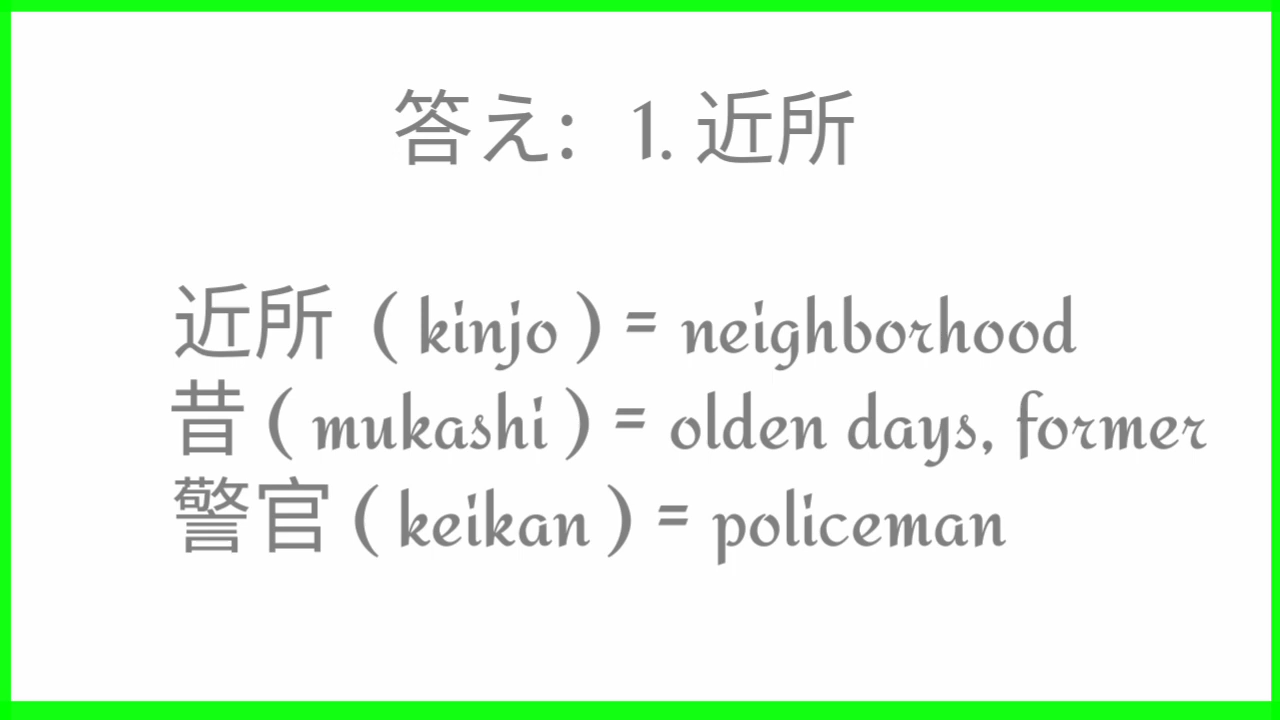 答え: 1. 近所
近所 ( kinjo ) = neighborhood
昔 ( mukashi ) = olden days, former
警官 ( keikan ) = policeman